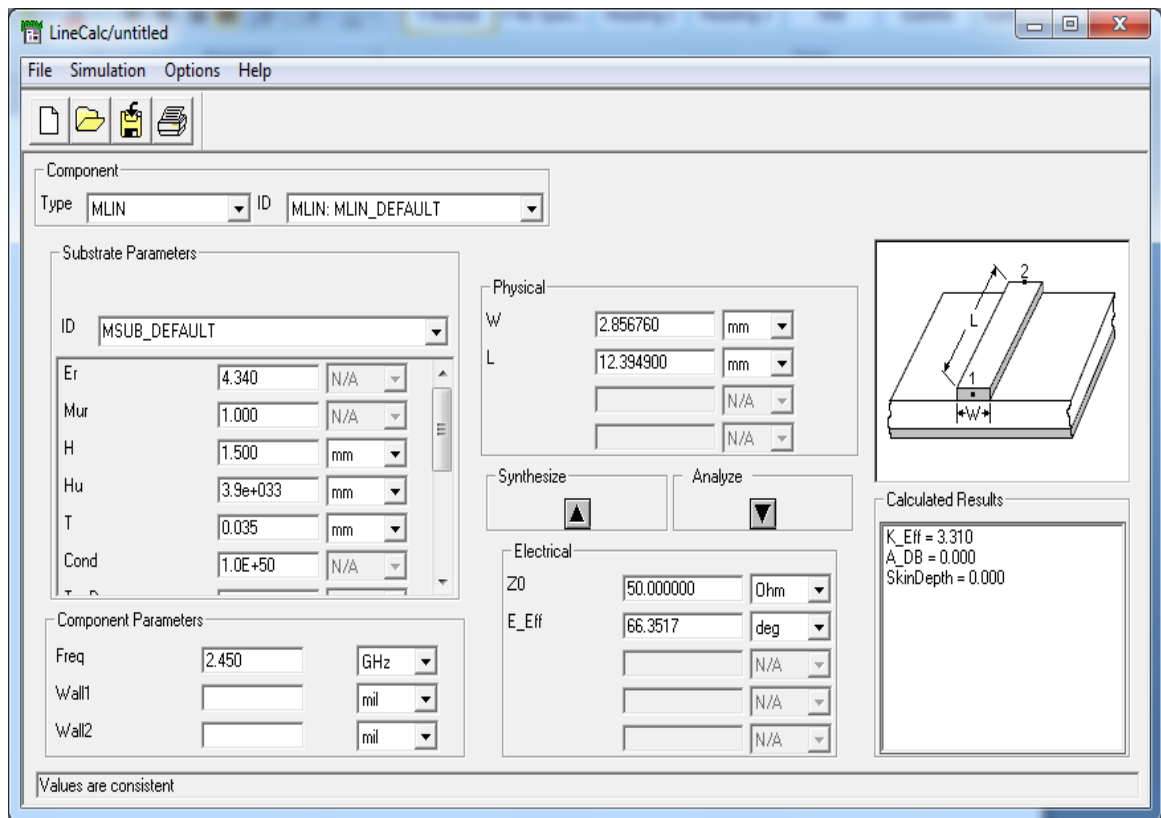 LineCalc/untitled
File Simulation Options Help
Component
Type MLIN ID MLIN: MLIN_DEFAULT
Substrate Parameters
ID MSUB_DEFAULT
Er 4.340 N/A
Mur 1.000 N/A
H 1.500 mm
Hu 3.9e+033 mm
T 0.035 mm
Cond 1.0E+50 N/A
Component Parameters
Freq 2.450 GHz
Wall1 mil
Wall2 mil
Physical
W 2.856760 mm
L 12.394900 mm
N/A
N/A
Synthesize Analyze
Electrical
Z0 50.000000 Ohm
E_Eff 66.3517 deg
N/A
N/A
N/A
2
L
1
W
Calculated Results
K_Eff = 3.310
A_DB = 0.000
SkinDepth = 0.000
Values are consistent